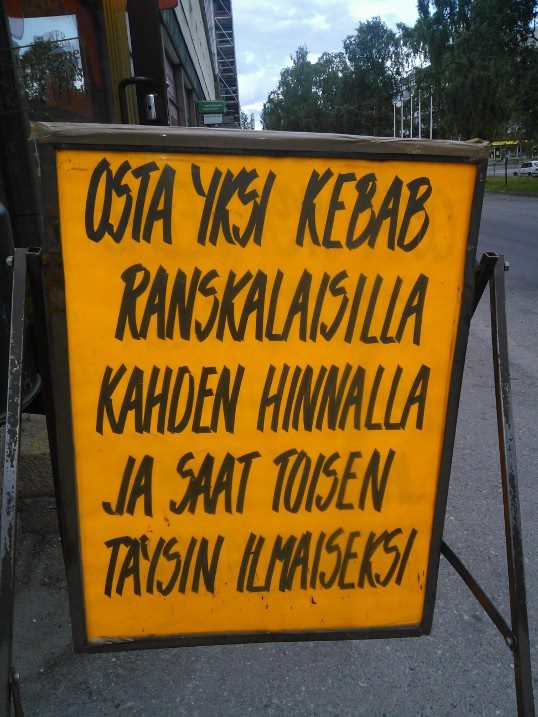 OSTA YKSI KEBAB
RANSKALAISILLA
KAHDEN HINNALLA
JA SAAT TOISEN
TÄYSIN ILMAISEKSI